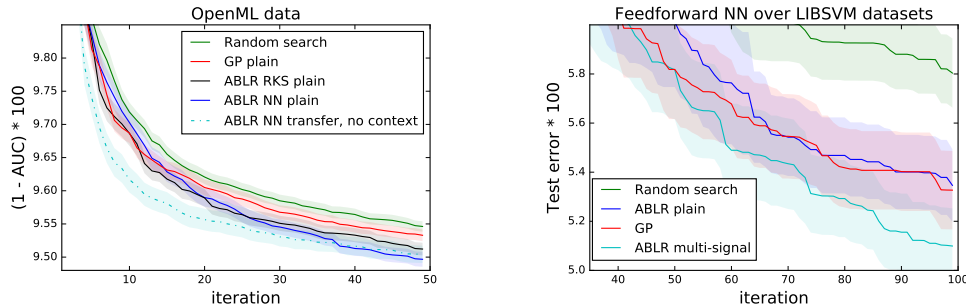 OpenML data
(1 - AUC) * 100
9.80
9.75
9.70
9.65
9.60
9.55
9.50
Random search
GP plain
ABLR RKS plain
ABLR NN plain
ABLR NN transfer, no context
10 20 30 40 50
iteration
Feedforward NN over LIBSVM datasets
Test error * 100
5.8
5.6
5.4
5.2
5.0
Random search
ABLR plain
GP
ABLR multi-signal
40 50 60 70 80 90 100
iteration